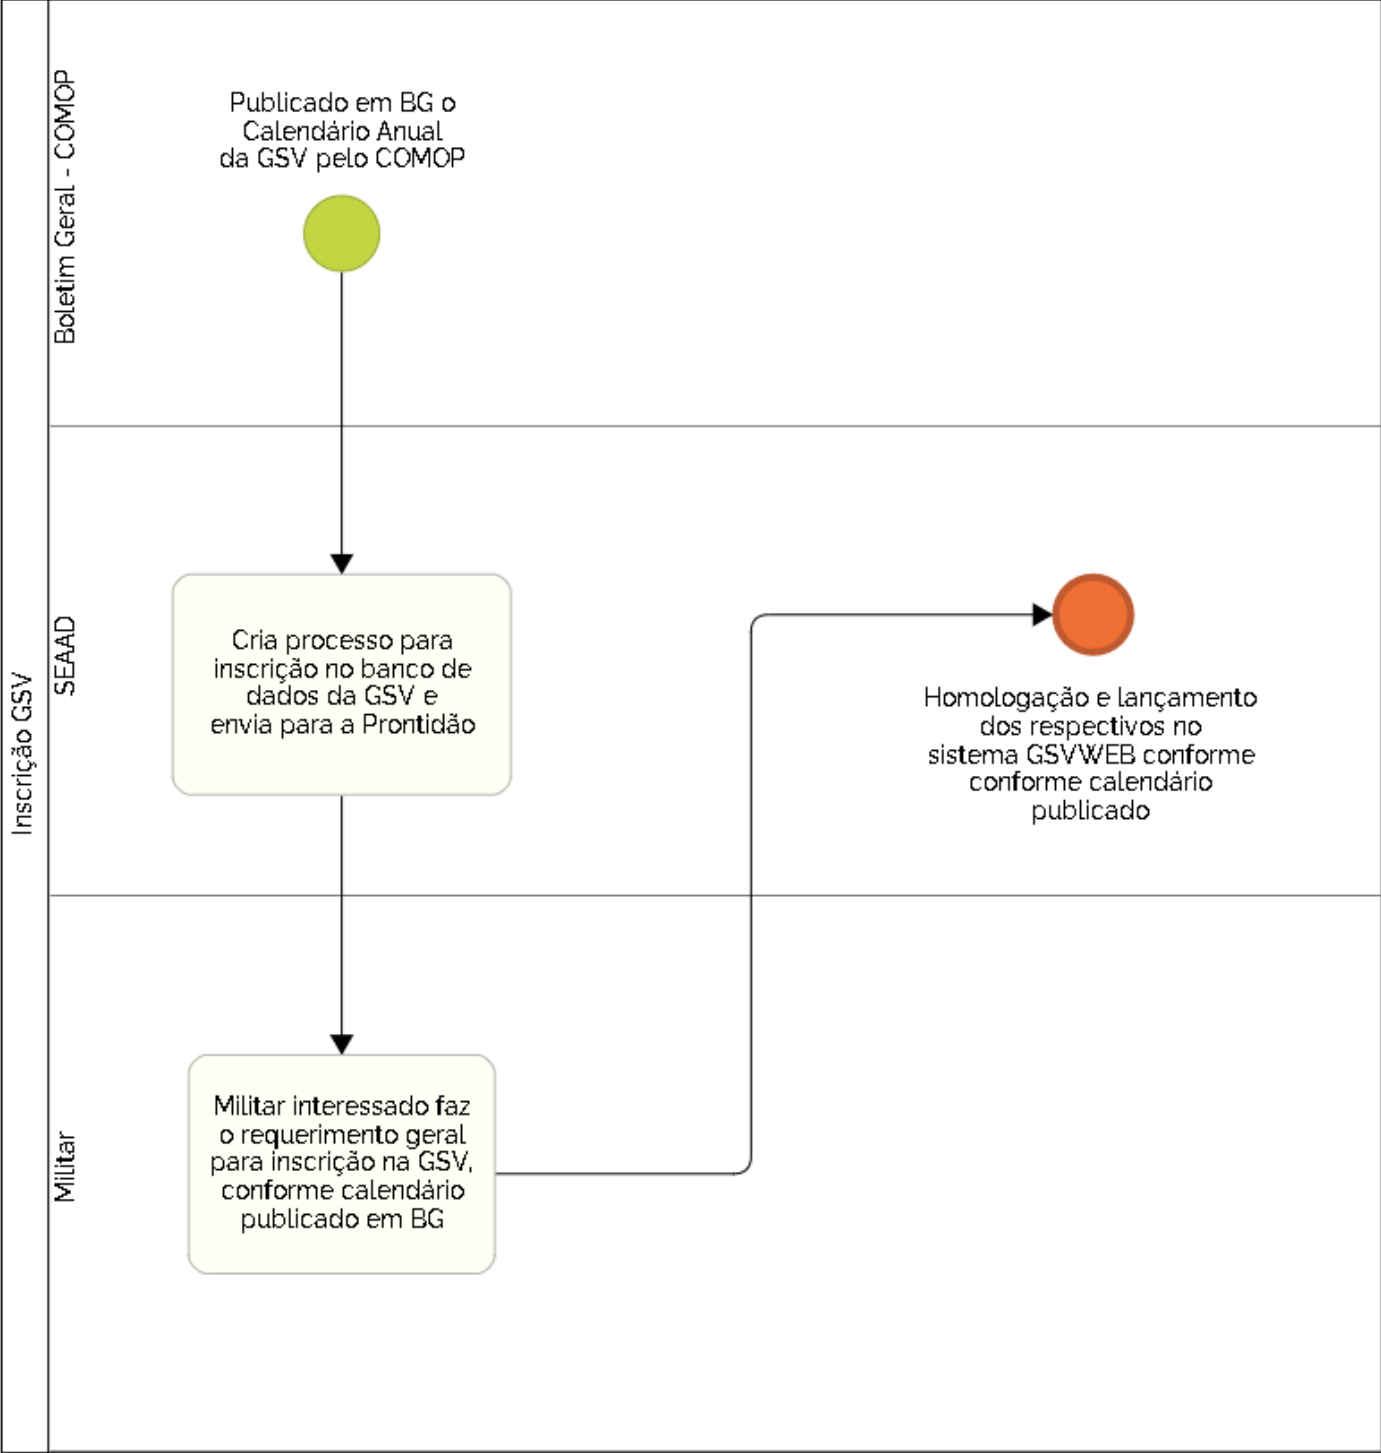 Inscrição GSV
Boletim Geral - COMOP
Publicado em BG o
Calendário Anual
da GSV pelo COMOP
SEAAD
Cria processo para
inscrição no banco de
dados da GSV e
envia para a Prontidão
Homologação e lançamento
dos respectivos no
sistema GSVWEB conforme
conforme calendário
publicado
Militar
Militar interessado faz
o requerimento geral
para inscrição na GSV,
conforme calendário
publicado em BG